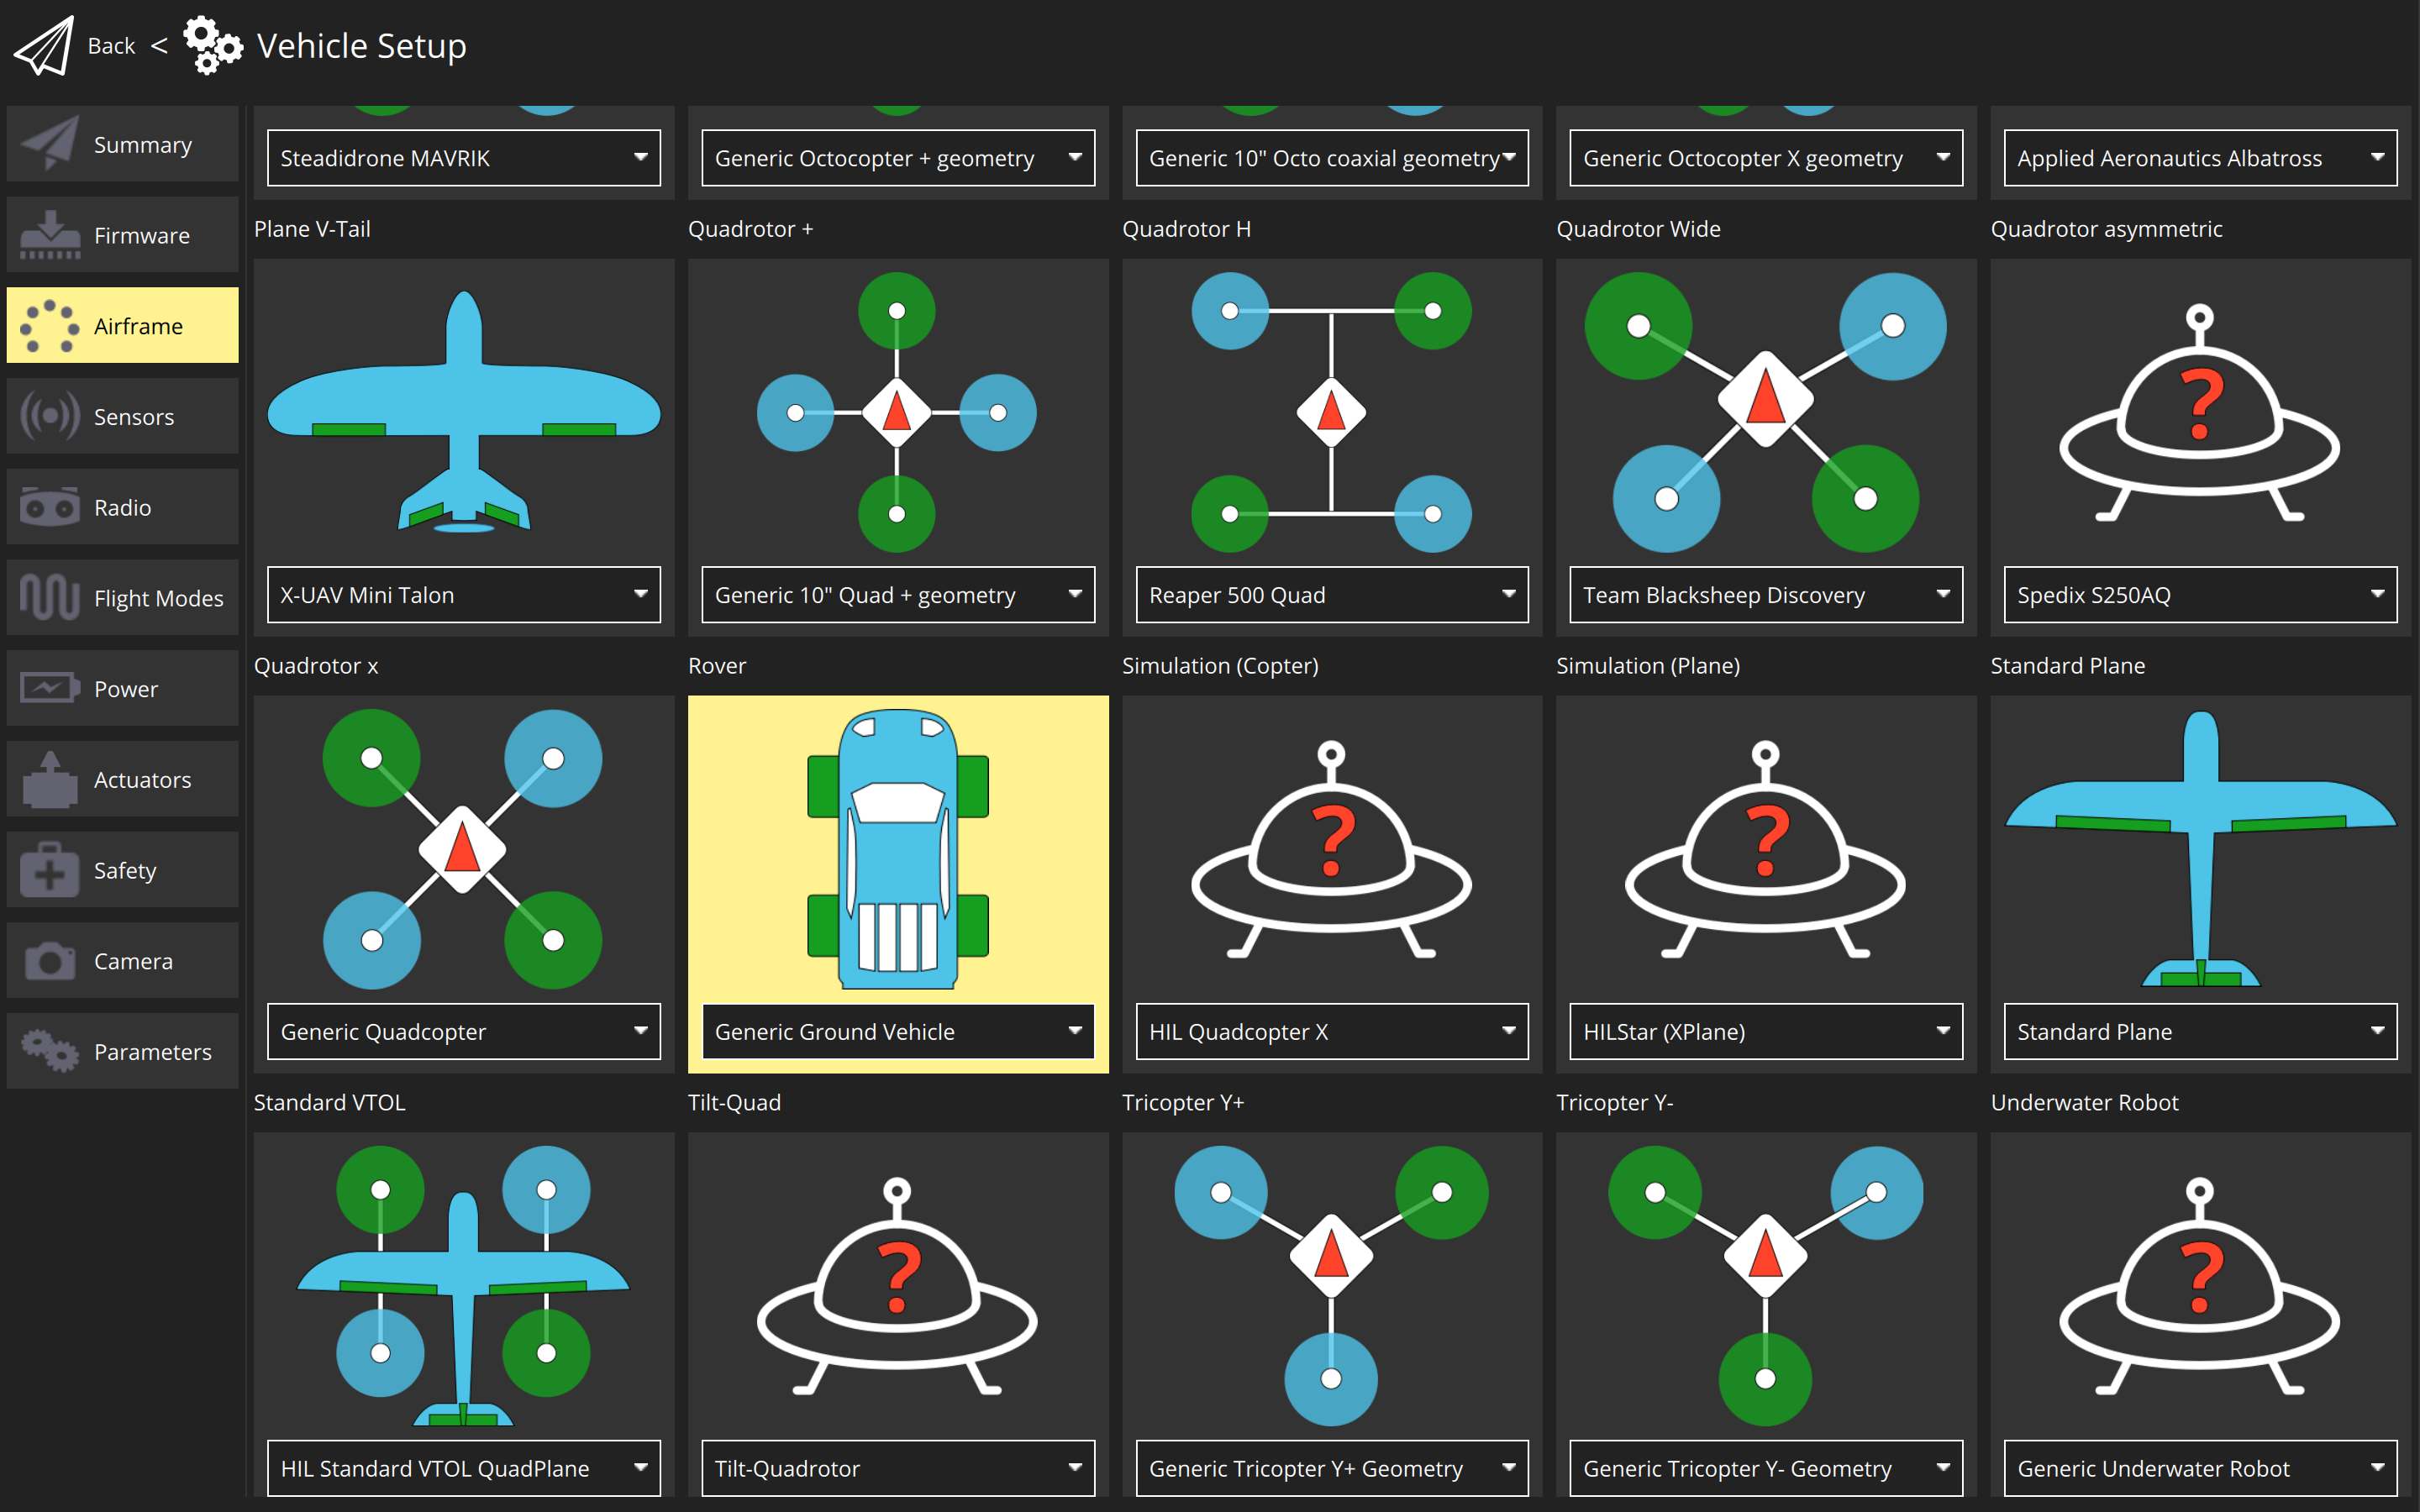 Back < Vehicle Setup
Summary
Firmware
Airframe
Sensors
Radio
Flight Modes
Power
Actuators
Safety
Camera
Parameters
Steadidrone MAVRIK
Generic Octocopter + geometry
Generic 10" Octo coaxial geometry
Generic Octocopter X geometry
Applied Aeronautics Albatross
Plane V-Tail
Quadrotor +
Quadrotor H
Quadrotor Wide
Quadrotor asymmetric
?
X-UAV Mini Talon
Generic 10" Quad + geometry
Reaper 500 Quad
Team Blacksheep Discovery
Spedix S250AQ
Quadrotor x
Rover
Simulation (Copter)
Simulation (Plane)
Standard Plane
?
?
Generic Quadcopter
Generic Ground Vehicle
HIL Quadcopter X
HILStar (XPlane)
Standard Plane
Standard VTOL
Tilt-Quad
Tricopter Y+
Tricopter Y-
Underwater Robot
?
?
HIL Standard VTOL QuadPlane
Tilt-Quadrotor
Generic Tricopter Y+ Geometry
Generic Tricopter Y- Geometry
Generic Underwater Robot